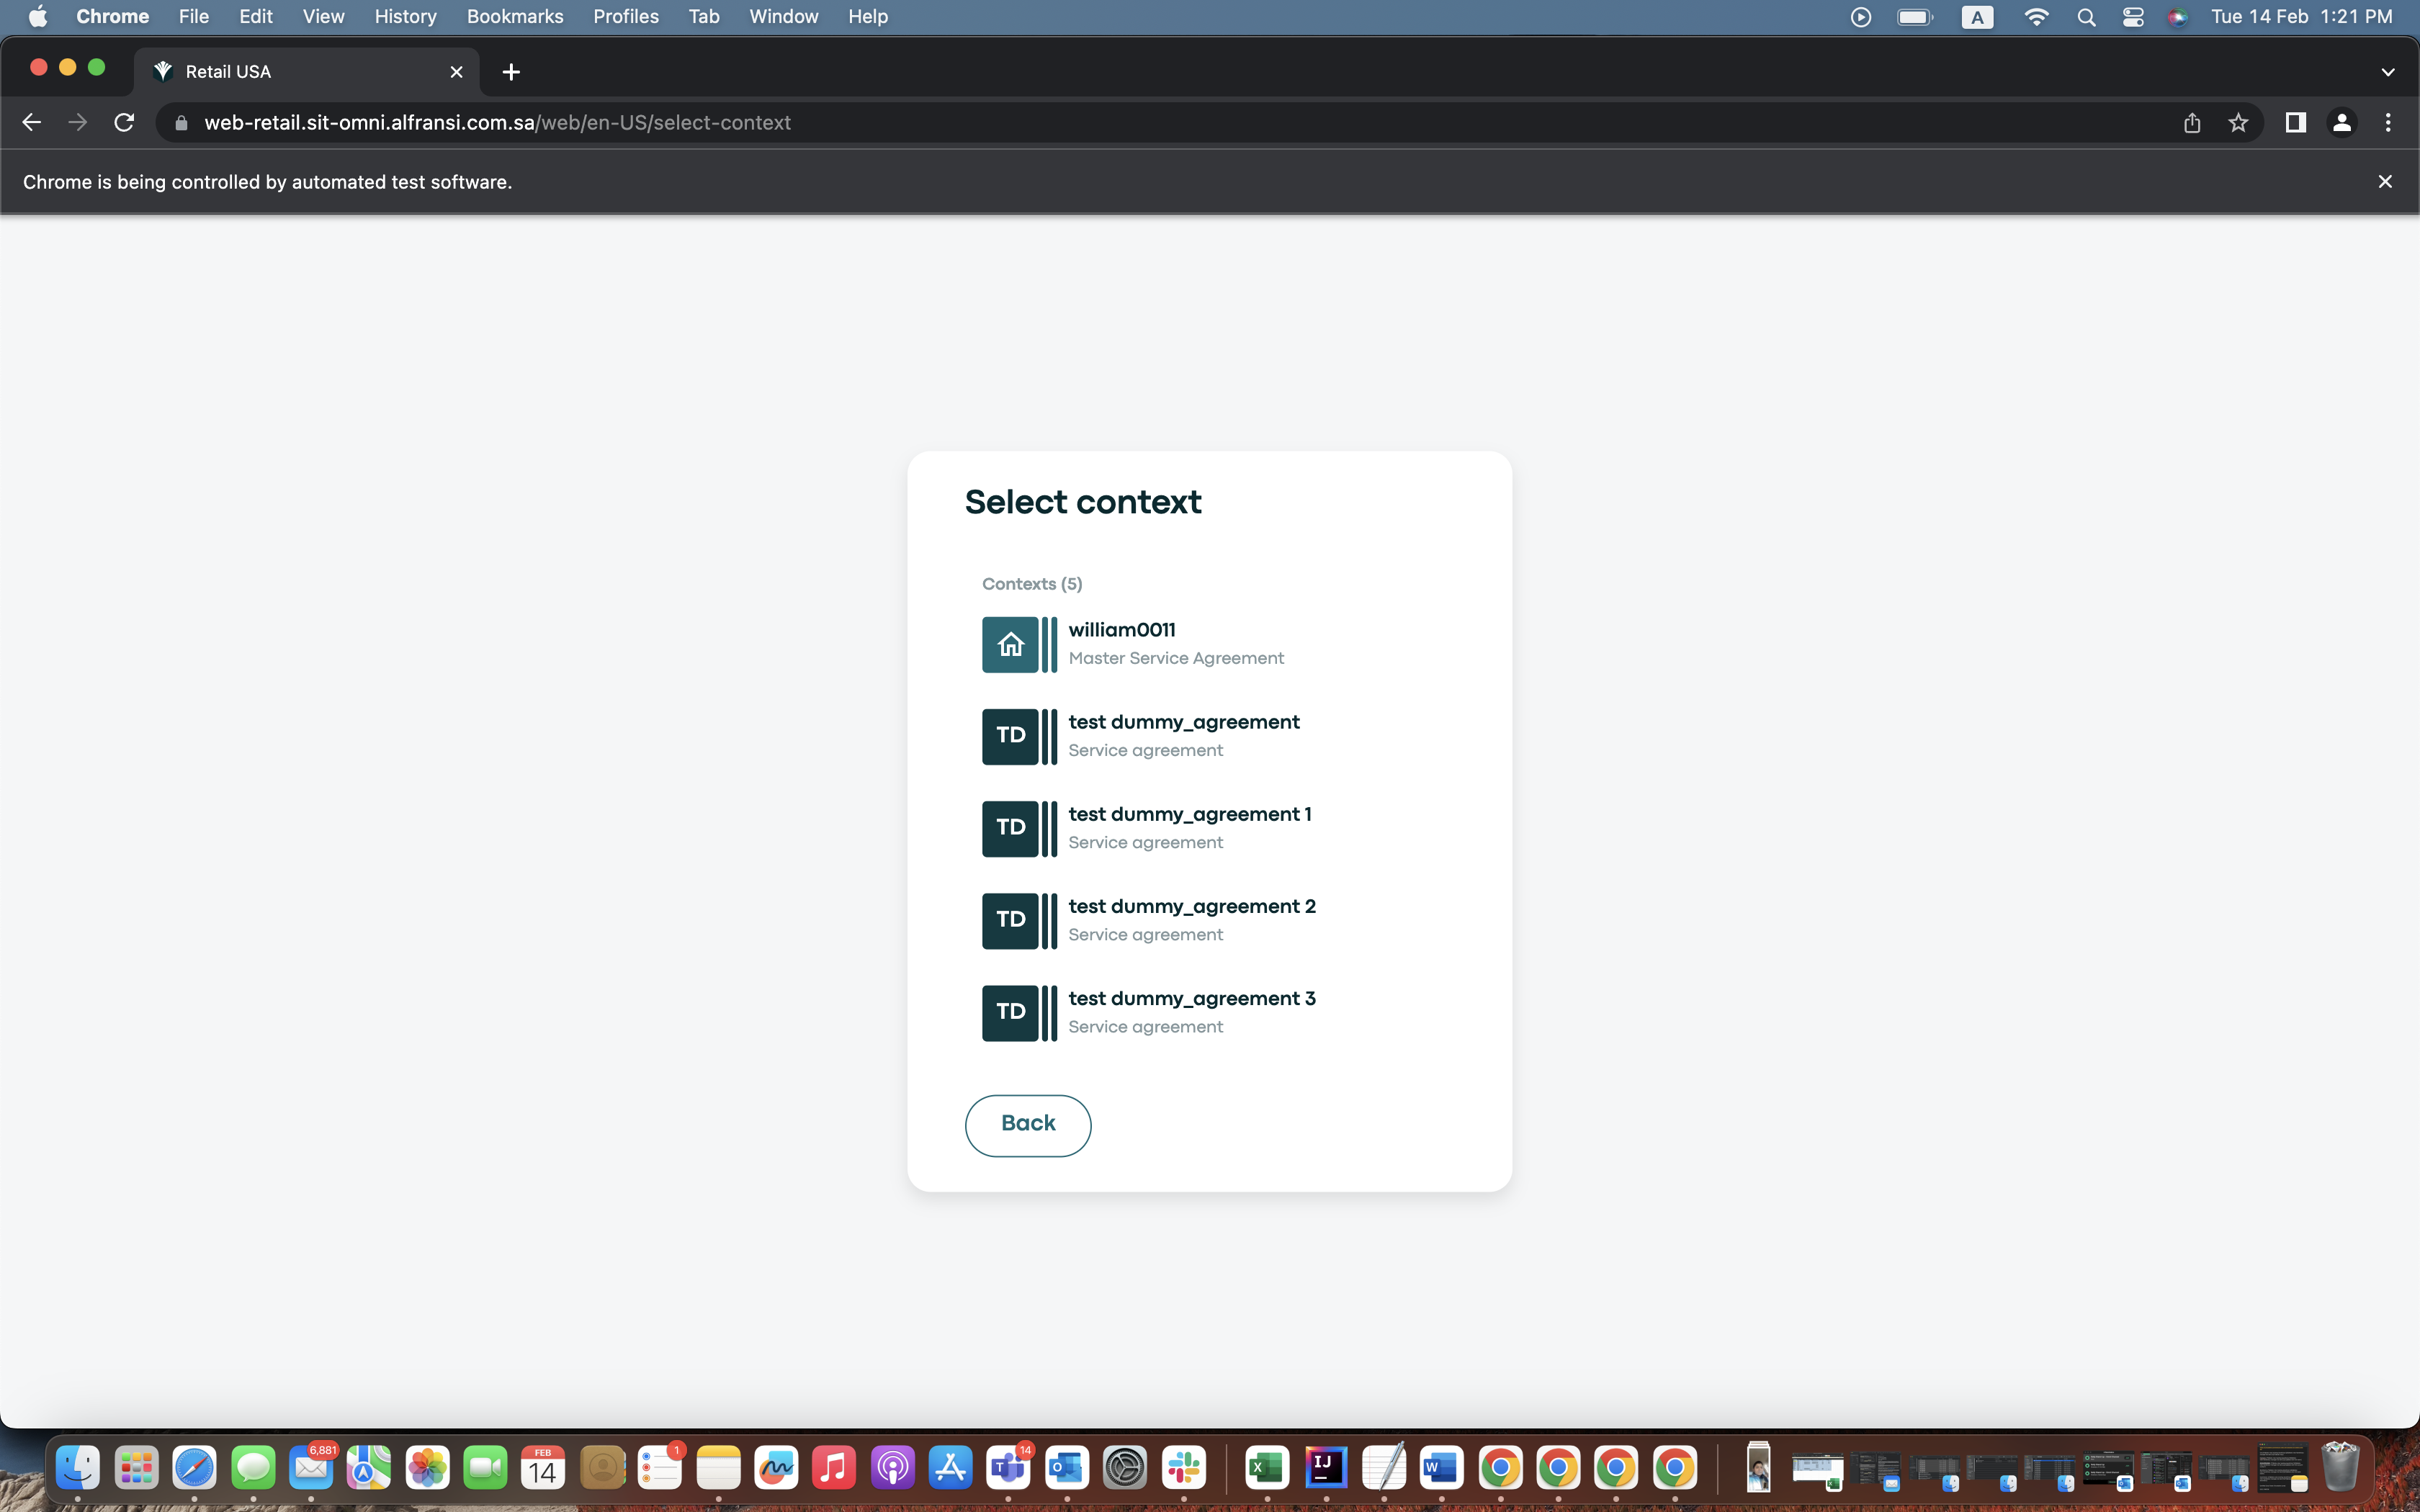 Chrome File Edit View History Bookmarks Profiles Tab Window Help A Tue 14 Feb 1:21 PM
Retail USA
web-retail.sit-omni.alfransi.com.sa/web/en-US/select-context
Chrome is being controlled by automated test software.
Select context
Contexts (5)
william0011
Master Service Agreement
TD
test dummy_agreement
Service agreement
TD
test dummy_agreement 1
Service agreement
TD
test dummy_agreement 2
Service agreement
TD
test dummy_agreement 3
Service agreement
Back
6,881
FEB
14
1
14
T
O
X
IJ
W